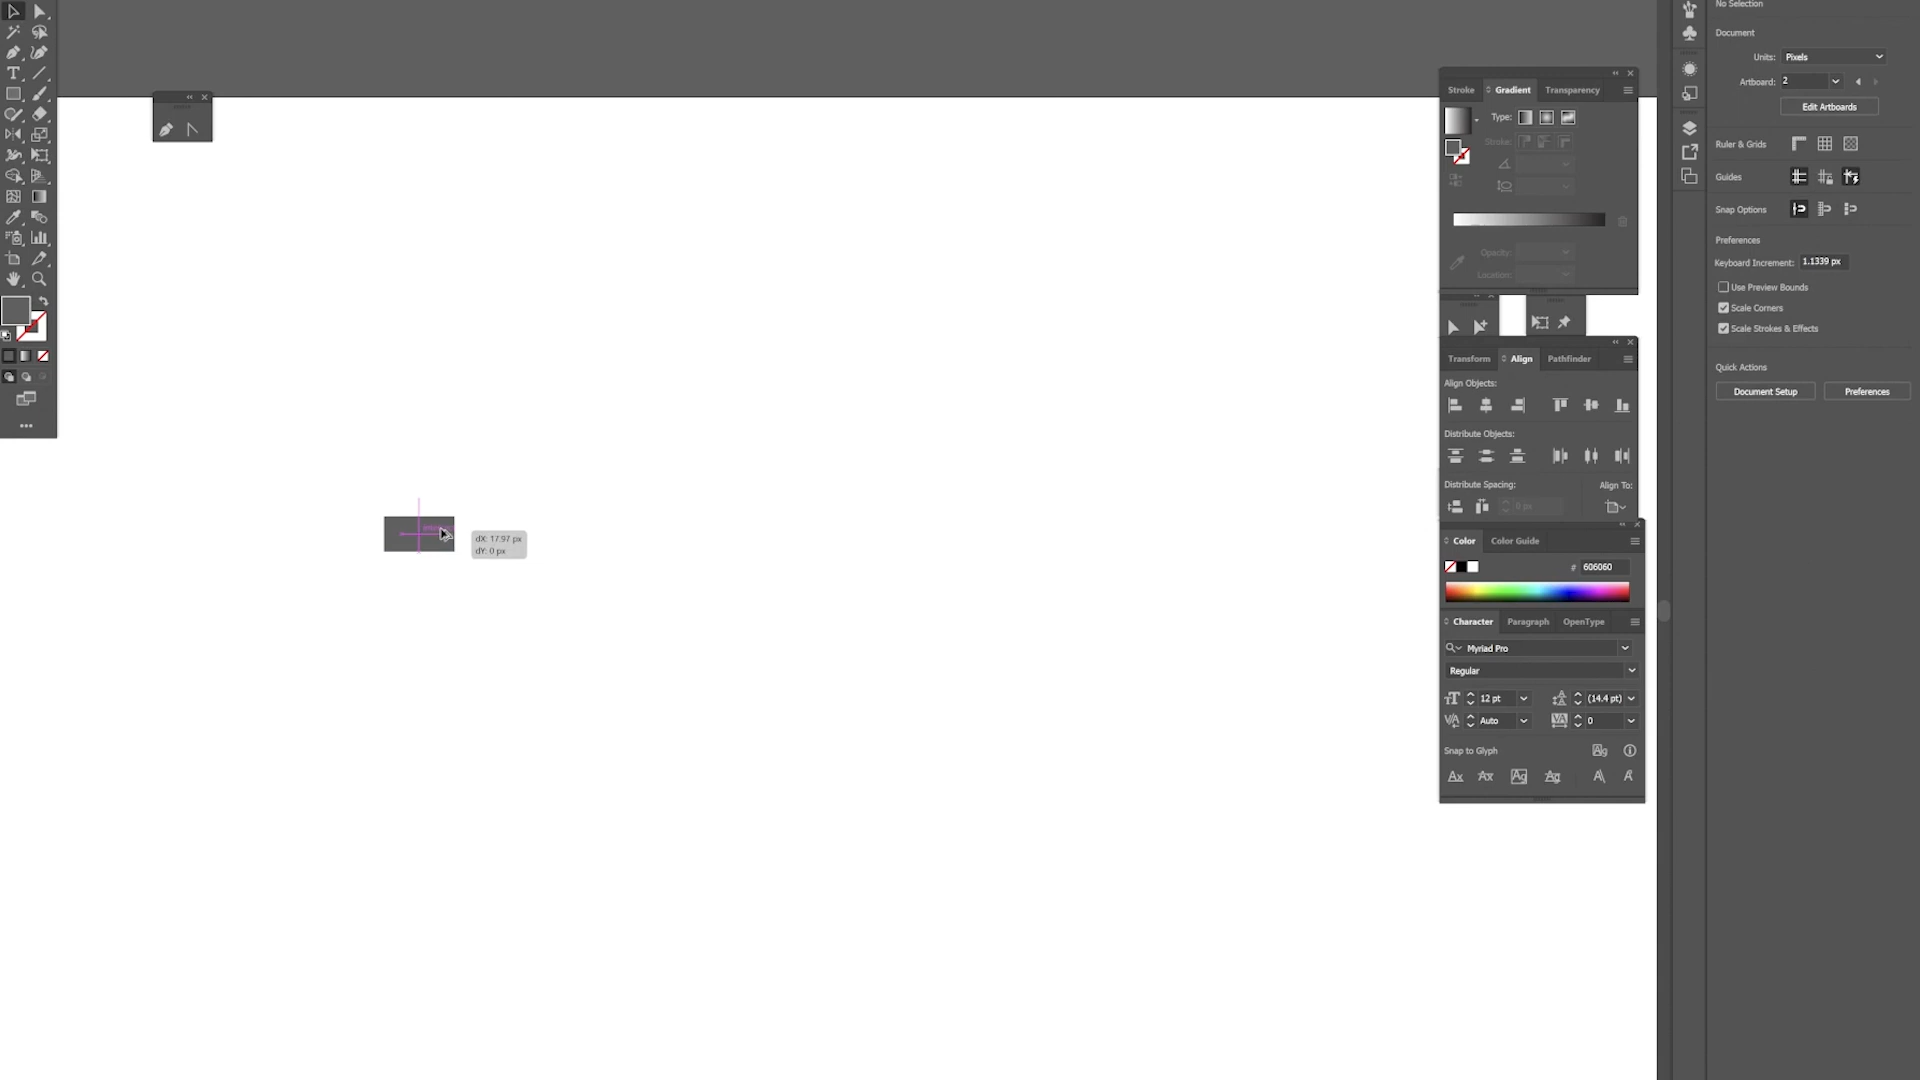 No Selection
Document
Units: Pixels
Artboard: 2
Edit Artboards
Ruler & Grids
Guides
Snap Options
Preferences
Keyboard Increment: 1.1339 px
Use Preview Bounds
Scale Corners
Scale Strokes & Effects
Quick Actions
Document Setup Preferences
Stroke Gradient Transparency
Type:
Stroke:
Opacity:
Location:
Transform Align Pathfinder
Align Objects:
Distribute Objects:
Distribute Spacing: Align To:
0 px
Color Color Guide
# 606060
Character Paragraph OpenType
Myriad Pro
Regular
12 pt (14.4 pt)
Auto 0
Snap to Glyph
dX: 17.97 px
dY: 0 px